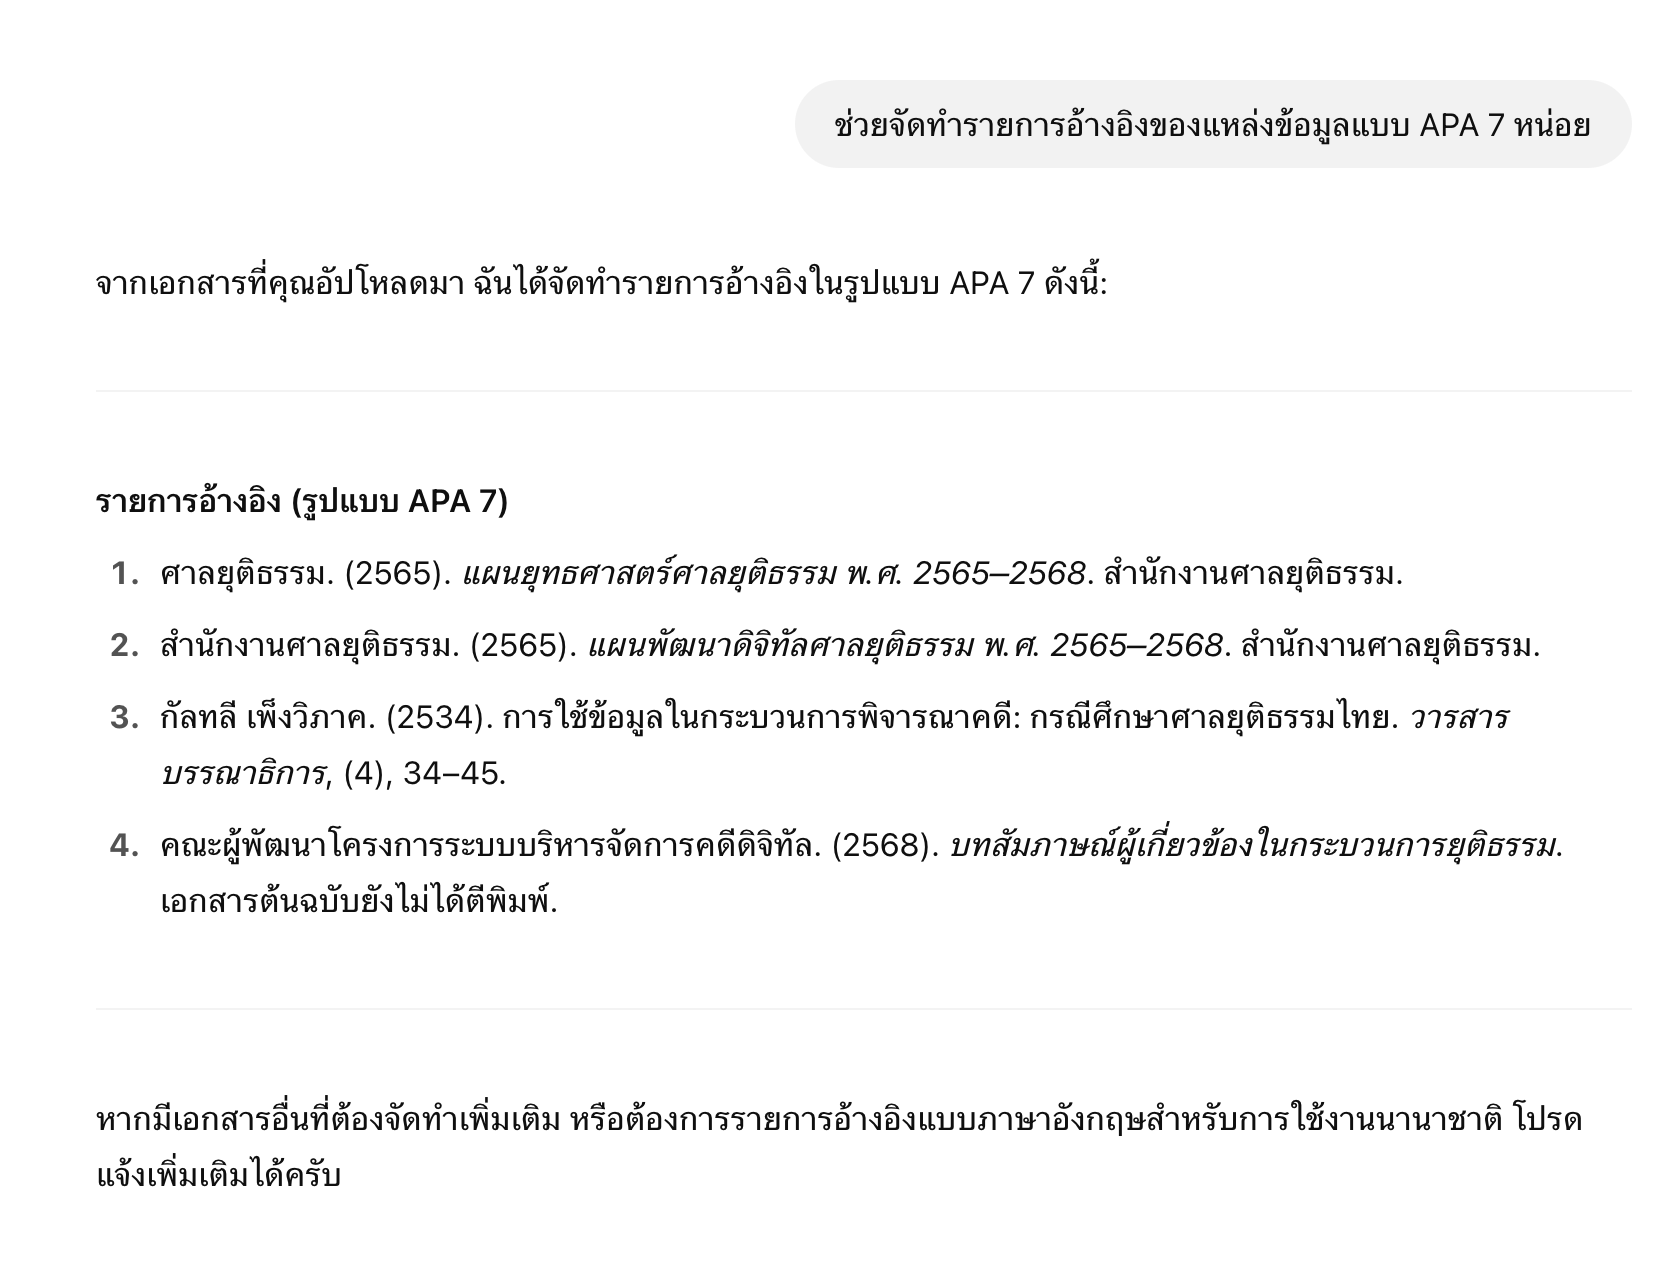 ช่วยจัดทำรายการอ้างอิงของแหล่งข้อมูลแบบ APA 7 หน่อย
จากเอกสารที่คุณอัปโหลดมา ฉันได้จัดทำรายการอ้างอิงในรูปแบบ APA 7 ดังนี้:
รายการอ้างอิง (รูปแบบ APA 7)
1. ศาลยุติธรรม. (2565). แผนยุทธศาสตร์ศาลยุติธรรม พ.ศ. 2565–2568. สำนักงานศาลยุติธรรม.
2. สำนักงานศาลยุติธรรม. (2565). แผนพัฒนาดิจิทัลศาลยุติธรรม พ.ศ. 2565–2568. สำนักงานศาลยุติธรรม.
3. กัลทลี เพ็งวิภาค. (2534). การใช้ข้อมูลในกระบวนการพิจารณาคดี: กรณีศึกษาศาลยุติธรรมไทย. วารสาร
บรรณาธิการ, (4), 34–45.
4. คณะผู้พัฒนาโครงการระบบบริหารจัดการคดีดิจิทัล. (2568). บทสัมภาษณ์ผู้เกี่ยวข้องในกระบวนการยุติธรรม.
เอกสารต้นฉบับยังไม่ได้ตีพิมพ์.
หากมีเอกสารอื่นที่ต้องจัดทำเพิ่มเติม หรือต้องการรายการอ้างอิงแบบภาษาอังกฤษสำหรับการใช้งานนานาชาติ โปรด
แจ้งเพิ่มเติมได้ครับ